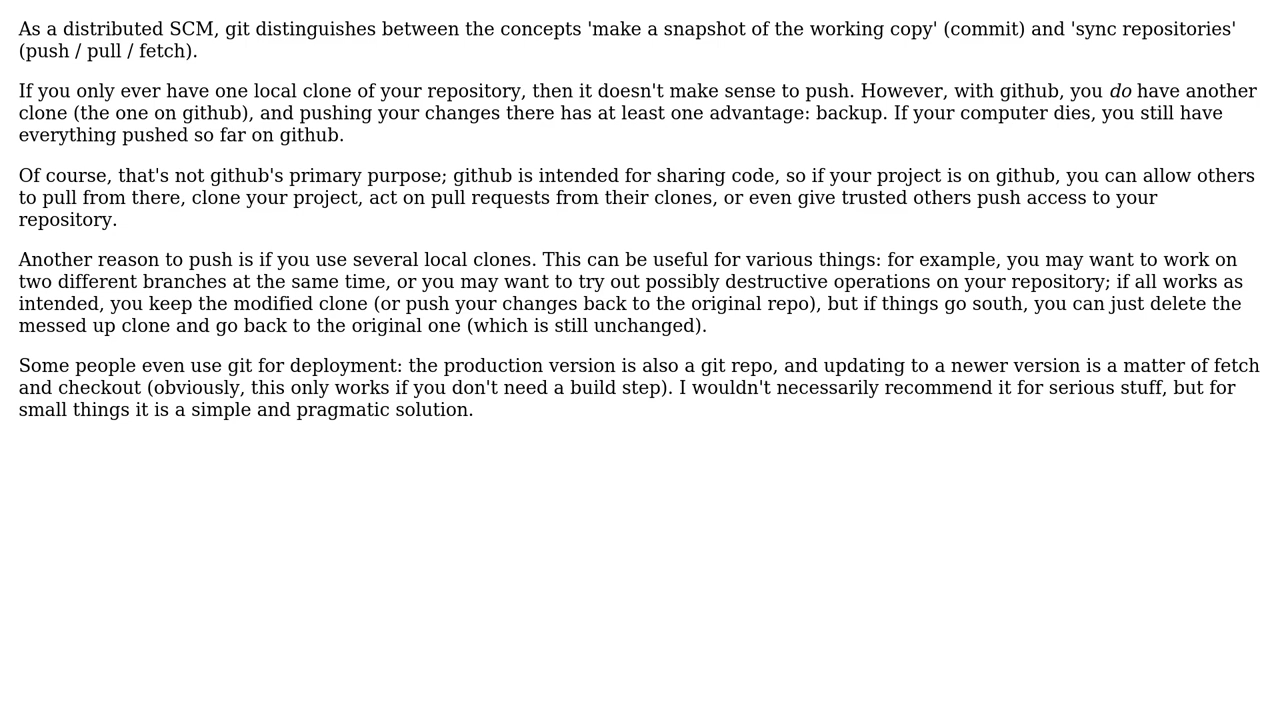 As a distributed SCM, git distinguishes between the concepts 'make a snapshot of the working copy' (commit) and 'sync repositories'
(push / pull / fetch).
If you only ever have one local clone of your repository, then it doesn't make sense to push. However, with github, you do have another
clone (the one on github), and pushing your changes there has at least one advantage: backup. If your computer dies, you still have
everything pushed so far on github.
Of course, that's not github's primary purpose; github is intended for sharing code, so if your project is on github, you can allow others
to pull from there, clone your project, act on pull requests from their clones, or even give trusted others push access to your
repository.
Another reason to push is if you use several local clones. This can be useful for various things: for example, you may want to work on
two different branches at the same time, or you may want to try out possibly destructive operations on your repository; if all works as
intended, you keep the modified clone (or push your changes back to the original repo), but if things go south, you can just delete the
messed up clone and go back to the original one (which is still unchanged).
Some people even use git for deployment: the production version is also a git repo, and updating to a newer version is a matter of fetch
and checkout (obviously, this only works if you don't need a build step). I wouldn't necessarily recommend it for serious stuff, but for
small things it is a simple and pragmatic solution.